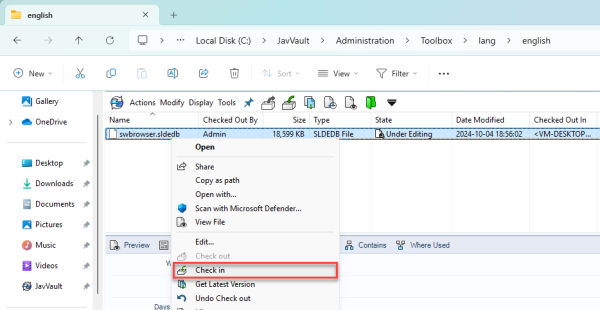 english
... Local Disk (C:) > JavVault > Administration > Toolbox > lang > english
New Sort View Filter ...
Gallery
OneDrive
Desktop
Downloads
Documents
Pictures
Music
Videos
JavVault
Actions Modify Display Tools
Name Checked Out By Size Type State Date Modified Checked Out In
swbrowser.sldedb Admin 18,599 KB SLDEDB File Under Editing 2024-10-04 18:56:02 <VM-DESKTOP...
Open
Share
Copy as path
Open with...
Scan with Microsoft Defender...
View File
Edit...
Check out
Check in
Get Latest Version
Undo Check out
Preview
Contains
Where Used
Days